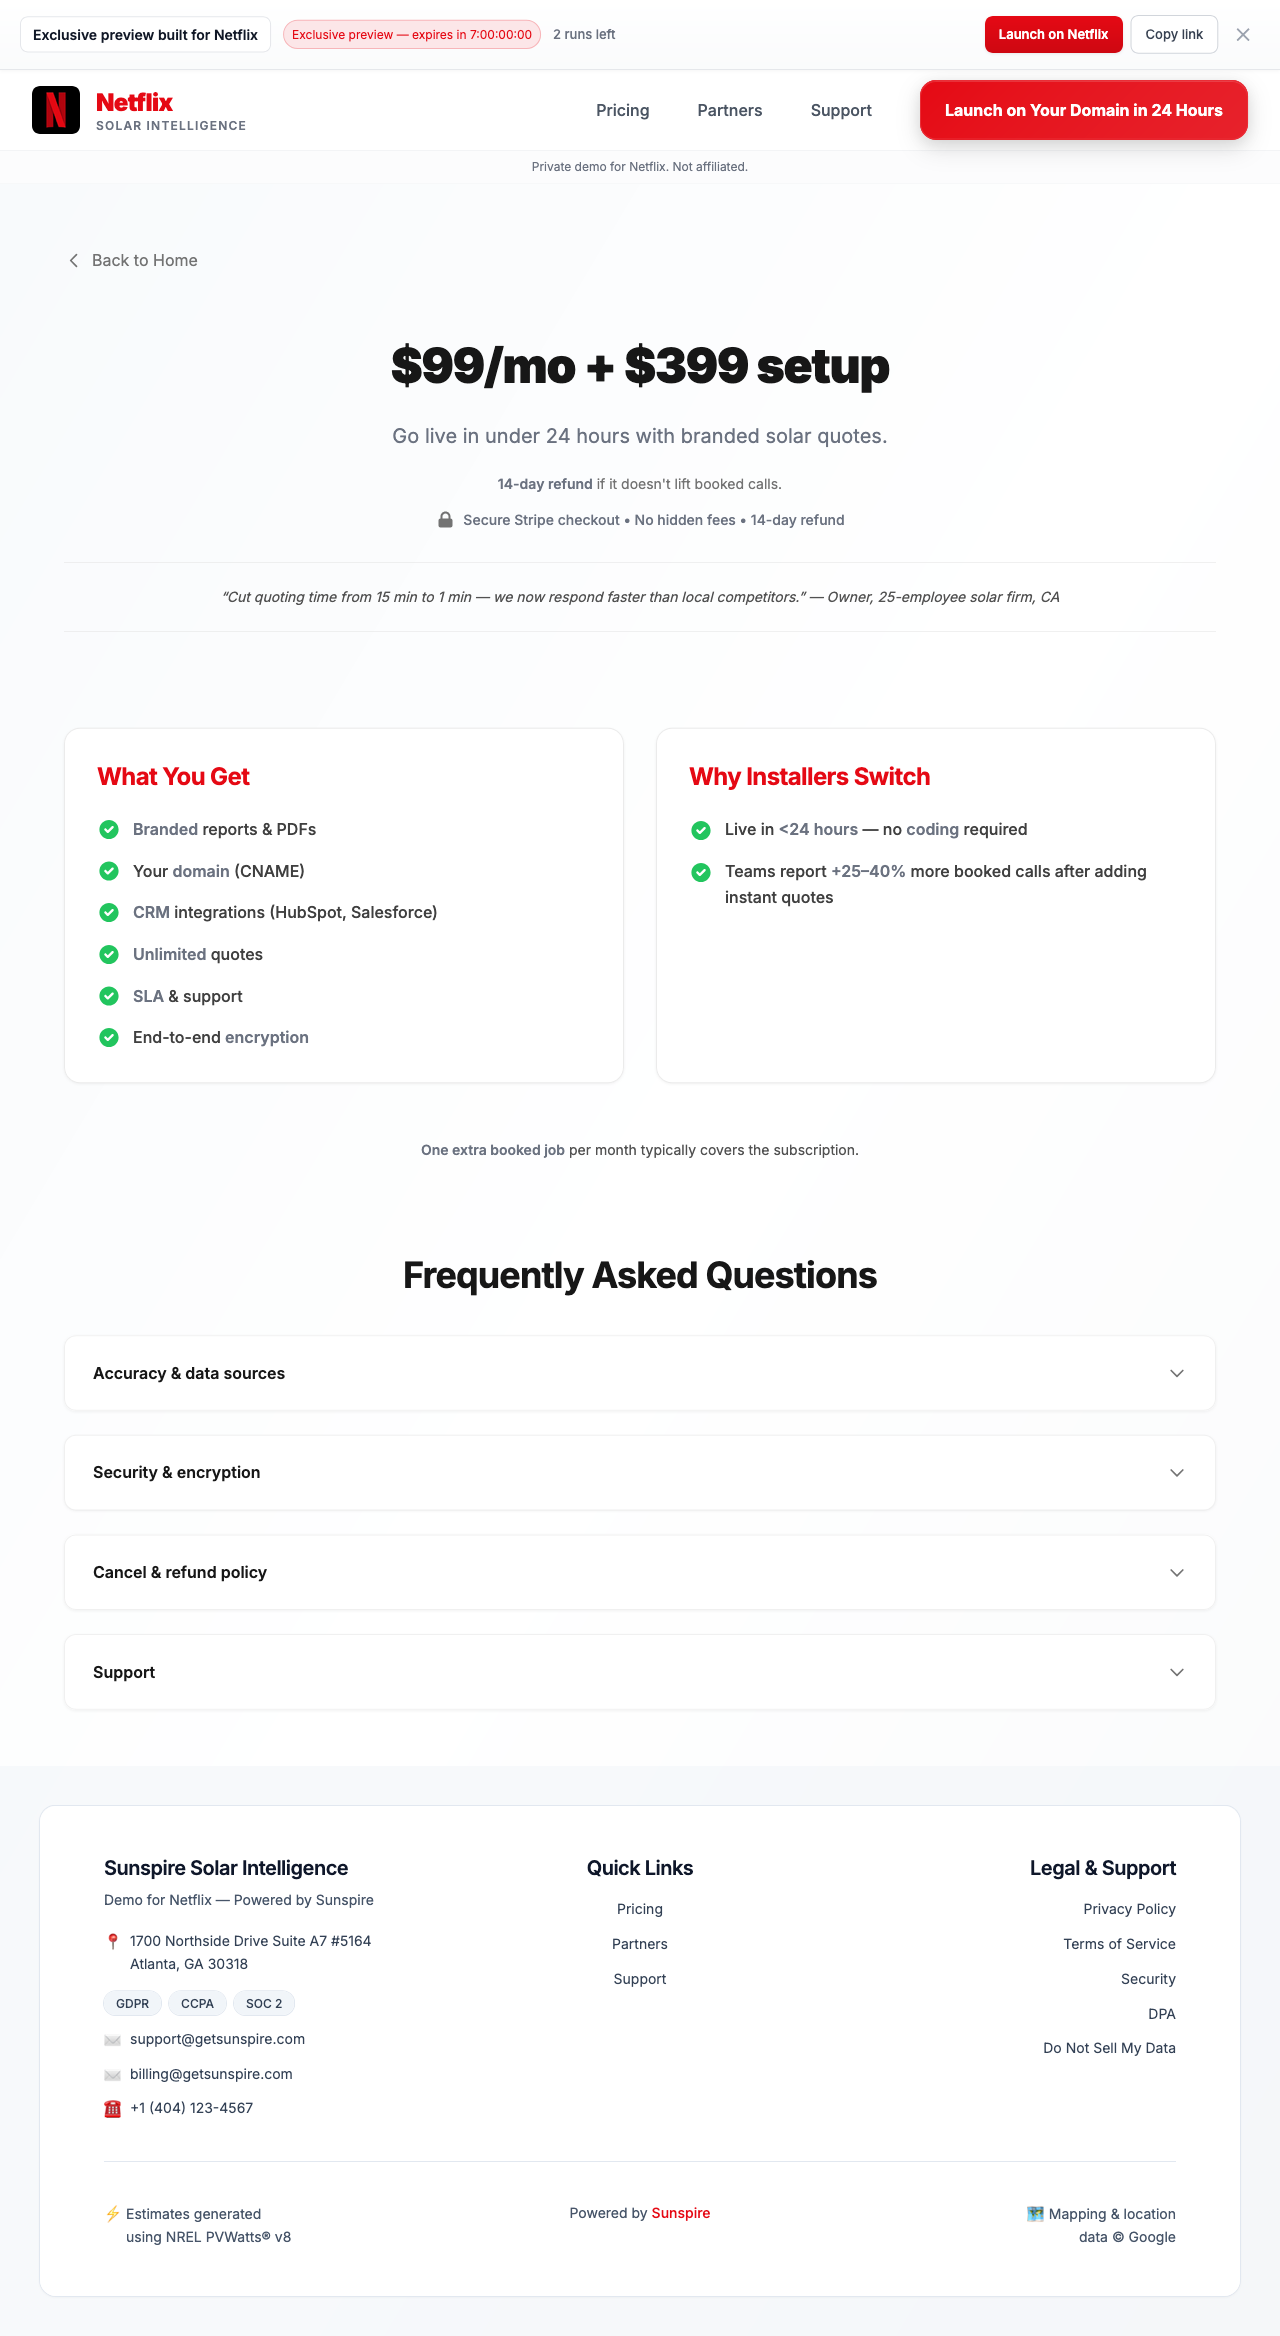 Exclusive preview built for Netflix
Exclusive preview — expires in 7:00:00:00
2 runs left
Launch on Netflix
Copy link
Netflix
SOLAR INTELLIGENCE
Pricing
Partners
Support
Launch on Your Domain in 24 Hours
Private demo for Netflix. Not affiliated.
Back to Home
$99/mo + $399 setup
Go live in under 24 hours with branded solar quotes.
14-day refund if it doesn't lift booked calls.
Secure Stripe checkout • No hidden fees • 14-day refund
“Cut quoting time from 15 min to 1 min — we now respond faster than local competitors.” — Owner, 25-employee solar firm, CA
What You Get
Branded reports & PDFs
Your domain (CNAME)
CRM integrations (HubSpot, Salesforce)
Unlimited quotes
SLA & support
End-to-end encryption
Why Installers Switch
Live in <24 hours — no coding required
Teams report +25–40% more booked calls after adding
instant quotes
One extra booked job per month typically covers the subscription.
Frequently Asked Questions
Accuracy & data sources
Security & encryption
Cancel & refund policy
Support
Sunspire Solar Intelligence
Demo for Netflix — Powered by Sunspire
1700 Northside Drive Suite A7 #5164
Atlanta, GA 30318
GDPR
CCPA
SOC 2
support@getsunspire.com
billing@getsunspire.com
+1 (404) 123-4567
Quick Links
Pricing
Partners
Support
Legal & Support
Privacy Policy
Terms of Service
Security
DPA
Do Not Sell My Data
Estimates generated
using NREL PVWatts® v8
Powered by Sunspire
Mapping & location
data © Google